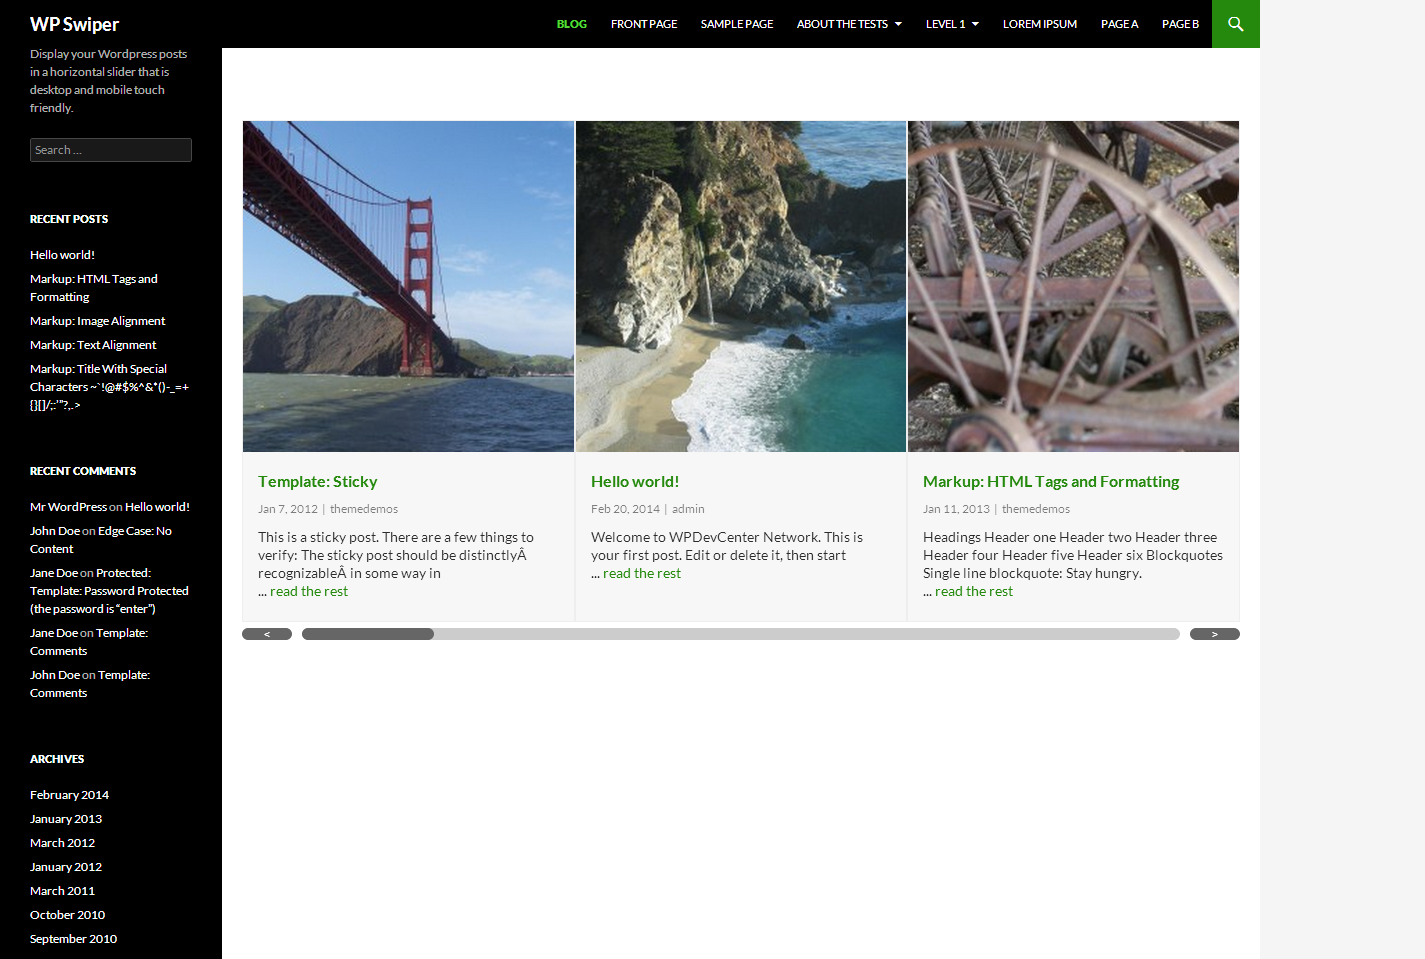 WP Swiper
BLOG FRONT PAGE SAMPLE PAGE ABOUT THE TESTS LEVEL 1 LOREM IPSUM PAGE A PAGE B
Display your Wordpress posts
in a horizontal slider that is
desktop and mobile touch
friendly.
Search ...
RECENT POSTS
Hello world!
Markup: HTML Tags and
Formatting
Markup: Image Alignment
Markup: Text Alignment
Markup: Title With Special
Characters ~`!@#$%^&*()-_=+
{}[]/;:'"?,.>
RECENT COMMENTS
Mr WordPress on Hello world!
John Doe on Edge Case: No
Content
Jane Doe on Protected:
Template: Password Protected
(the password is “enter”)
Jane Doe on Template:
Comments
John Doe on Template:
Comments
ARCHIVES
February 2014
January 2013
March 2012
January 2012
March 2011
October 2010
September 2010
Template: Sticky
Jan 7, 2012 | themedemos
This is a sticky post. There are a few things to
verify: The sticky post should be distinctlyÂ
recognizableÂ in some way in
... read the rest
Hello world!
Feb 20, 2014 | admin
Welcome to WPDevCenter Network. This is
your first post. Edit or delete it, then start
... read the rest
Markup: HTML Tags and Formatting
Jan 11, 2013 | themedemos
Headings Header one Header two Header three
Header four Header five Header six Blockquotes
Single line blockquote: Stay hungry.
... read the rest
< >